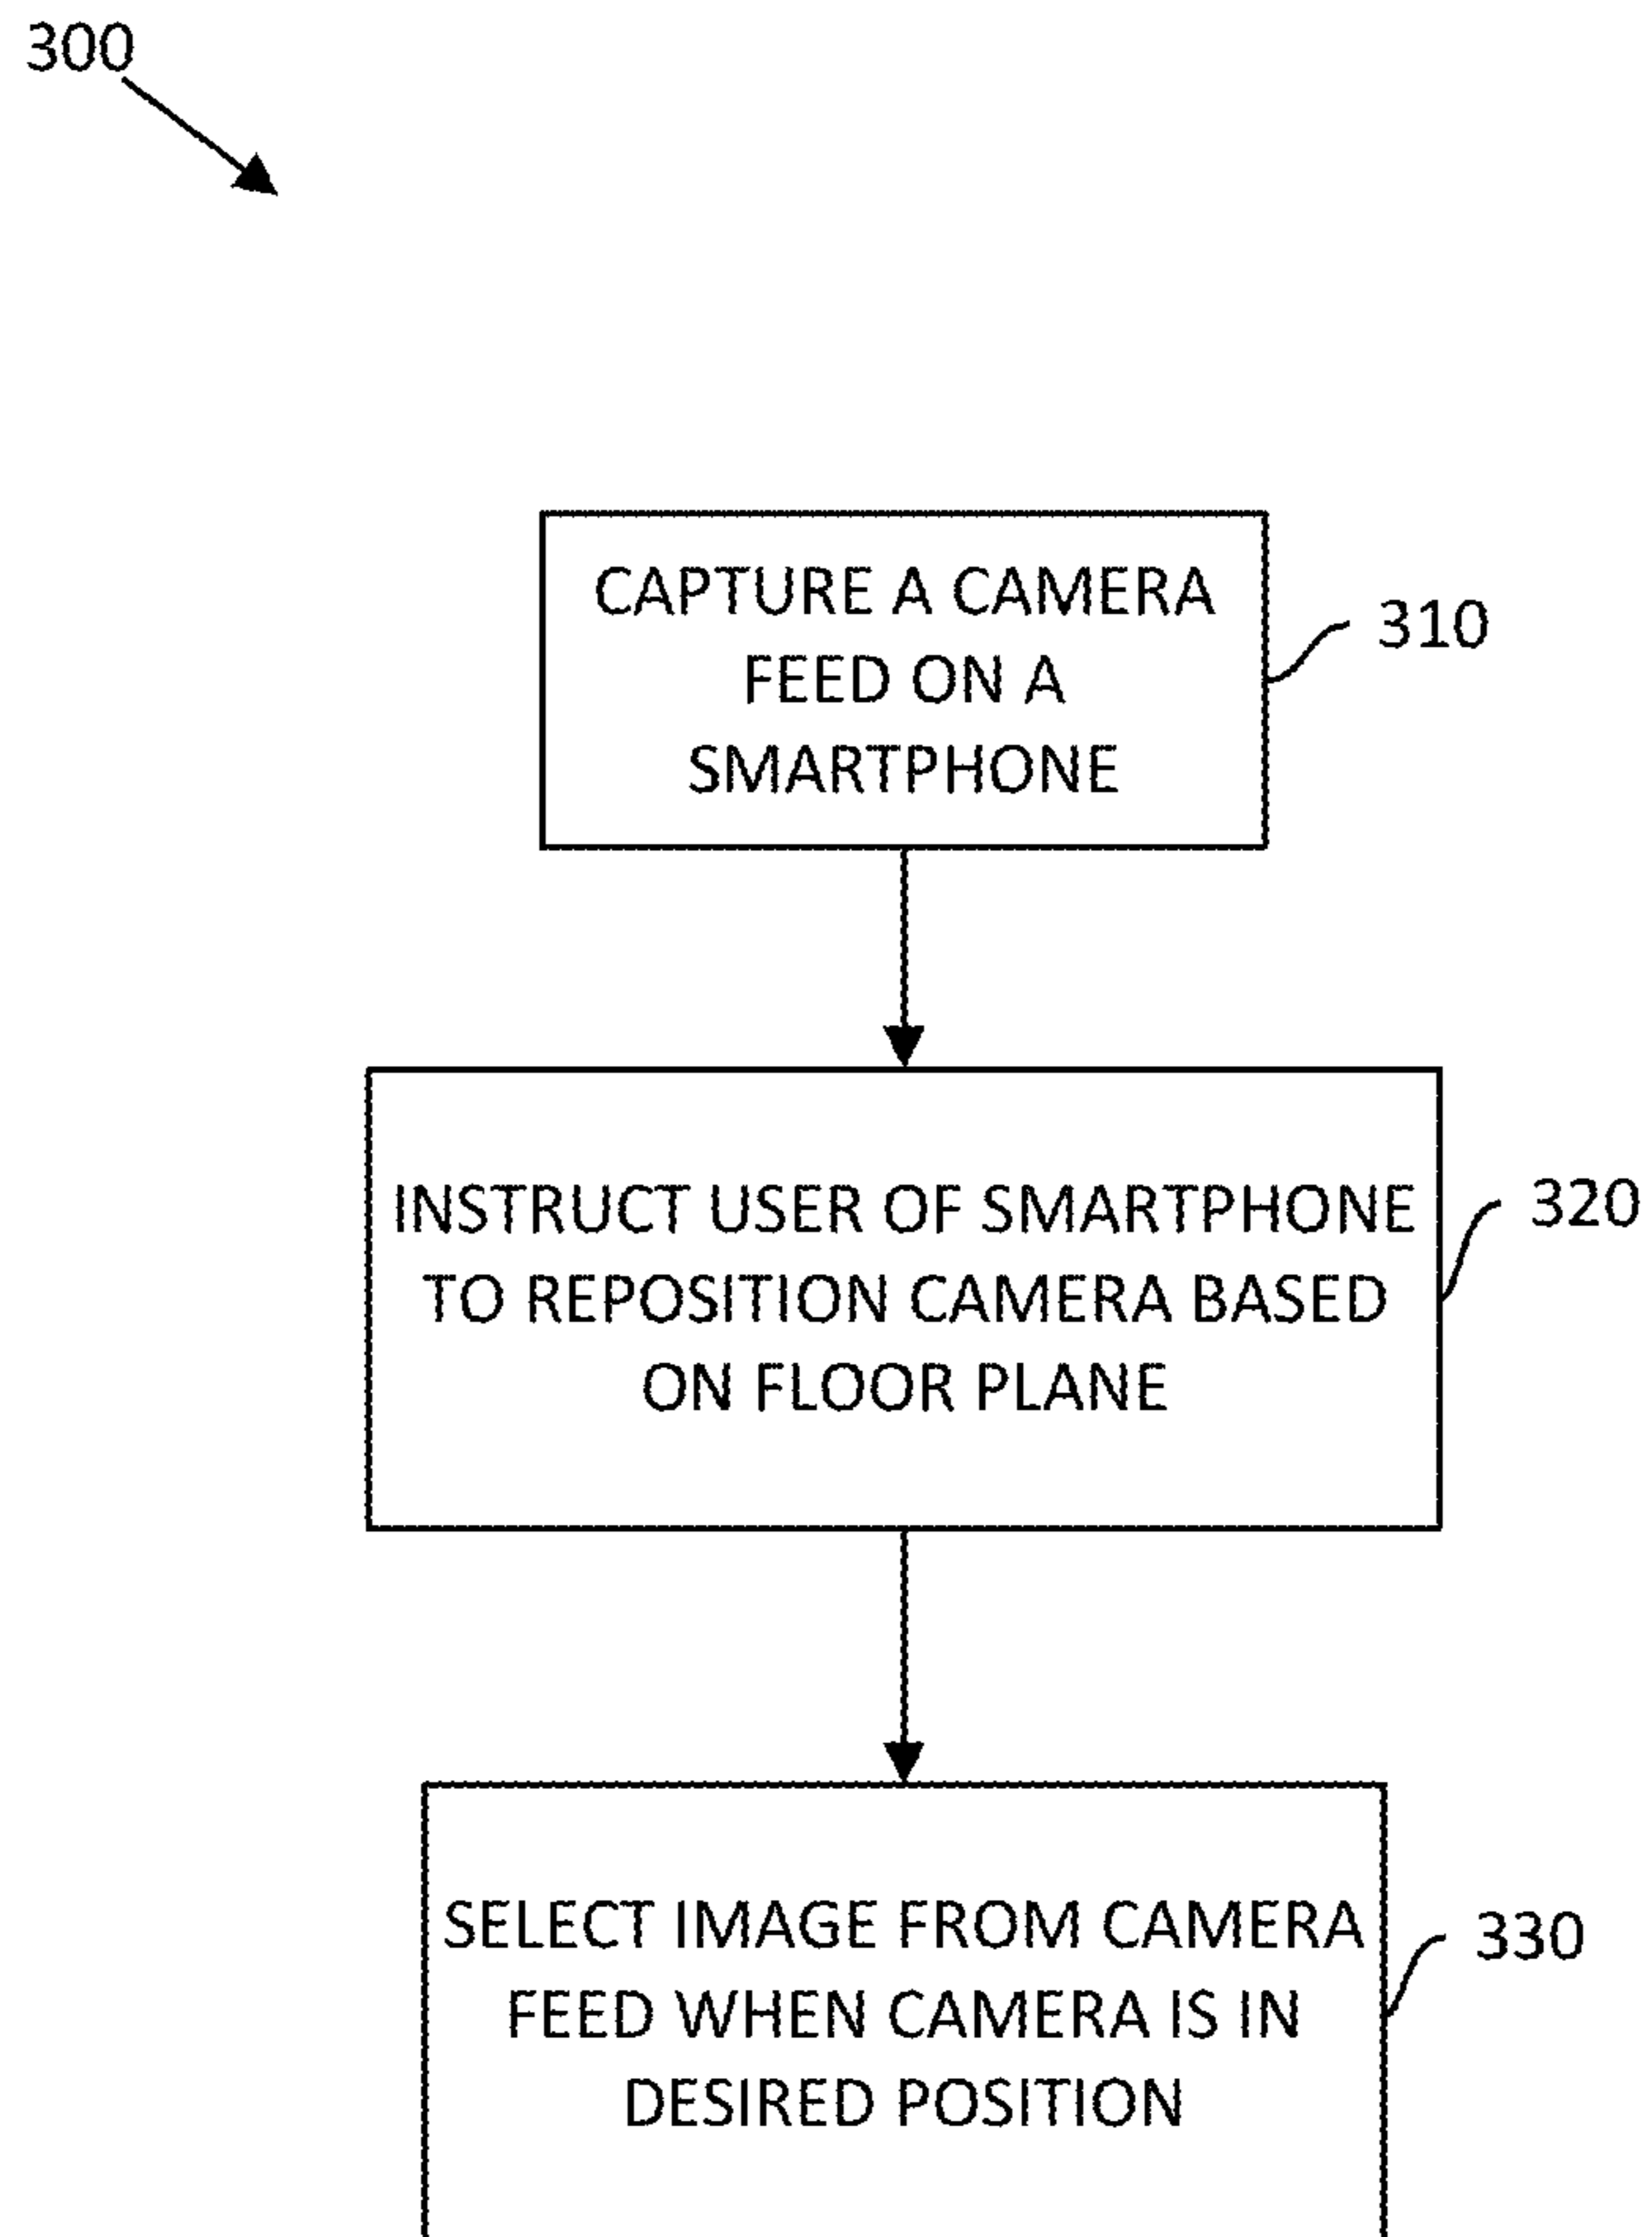 300
CAPTURE A CAMERA
FEED ON A
SMARTPHONE
310
INSTRUCT USER OF SMARTPHONE
TO REPOSITION CAMERA BASED
ON FLOOR PLANE
320
SELECT IMAGE FROM CAMERA
FEED WHEN CAMERA IS IN
DESIRED POSITION
330